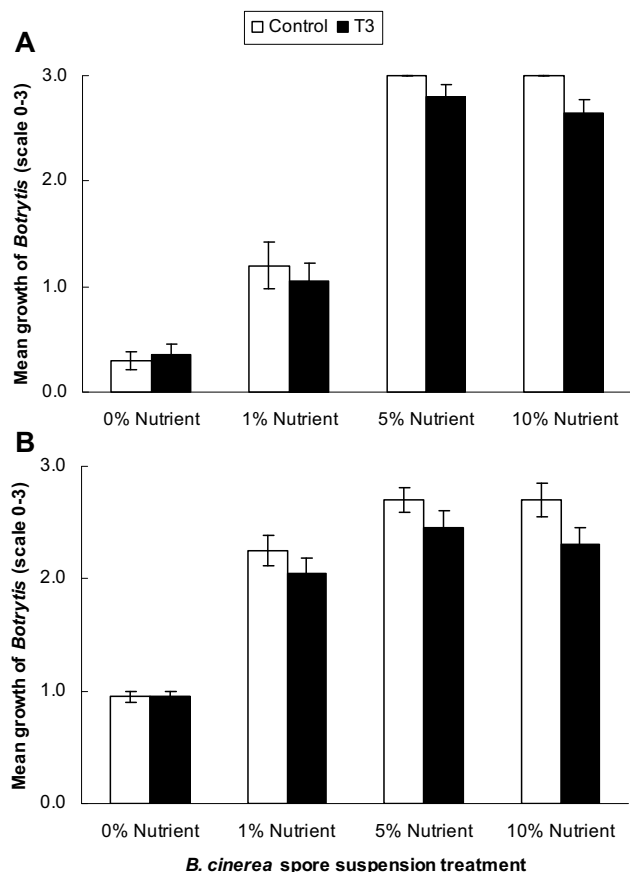 Control T3
A
Mean growth of Botrytis (scale 0-3)
3.0
2.0
1.0
0.0
0% Nutrient 1% Nutrient 5% Nutrient 10% Nutrient
B
Mean growth of Botrytis (scale 0-3)
3.0
2.0
1.0
0.0
0% Nutrient 1% Nutrient 5% Nutrient 10% Nutrient
B. cinerea spore suspension treatment